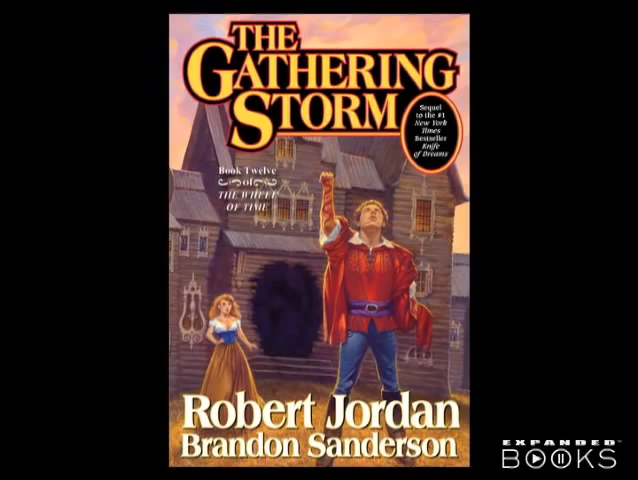 THE
GATHERING
STORM
Sequel
to the #1
New York
Times
Bestseller
Knife
of Dreams
Book Twelve
of
THE WHEEL
OF TIME
Robert Jordan
Brandon Sanderson
EXPANDED™
BOOKS